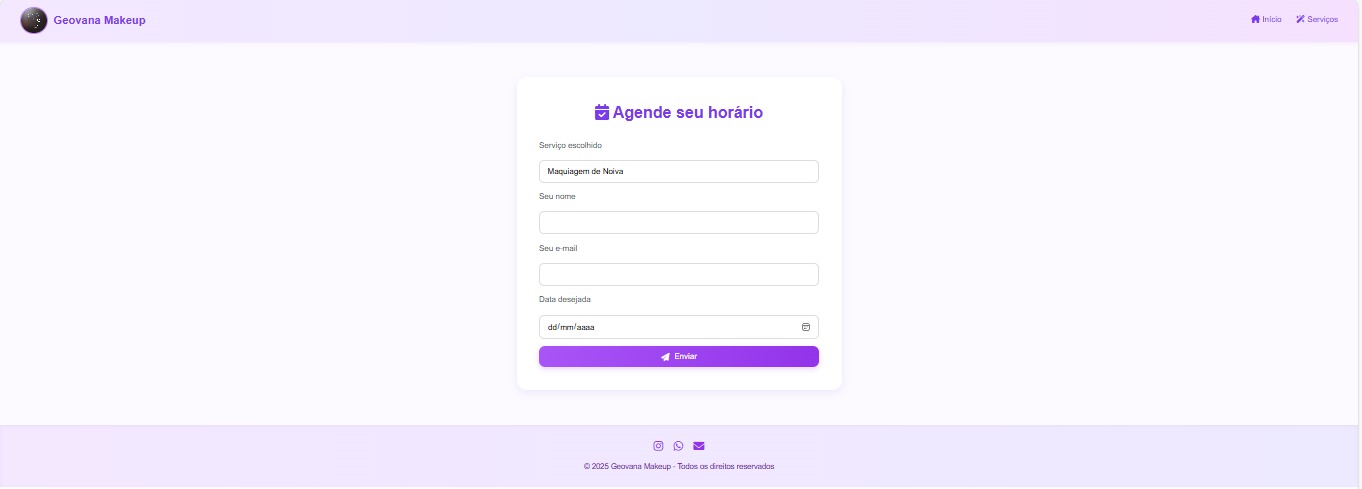 Geovana Makeup
Início Serviços
Agende seu horário
Serviço escolhido
Maquiagem de Noiva
Seu nome
Seu e-mail
Data desejada
dd/mm/aaaa
Enviar
© 2025 Geovana Makeup - Todos os direitos reservados